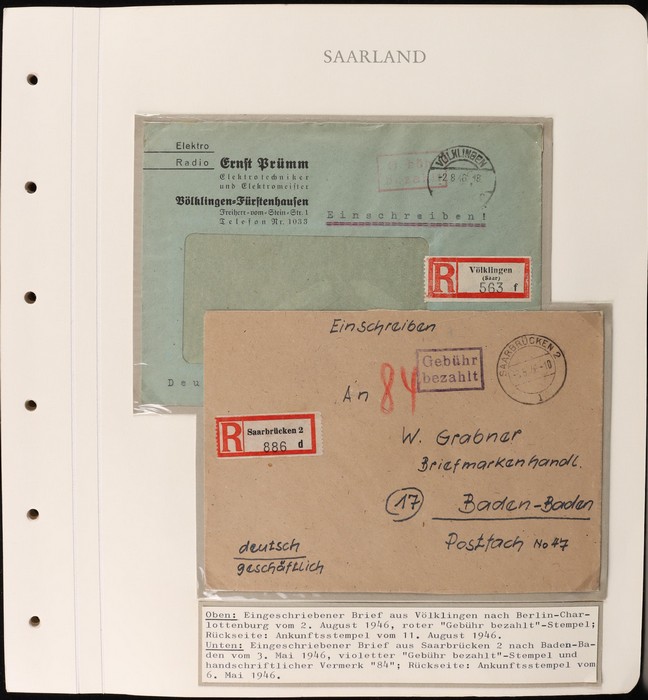 SAARLAND
Elektro
Radio
Ernst Prümm
Elektrotechniker
und Elektromeister
Völklingen-Fürstenhausen
Freiherr-vom-Stein-Str. 1
Telefon Nr. 1033
VÖLKLINGEN
Einschreiben!
R
Völklingen
(Saar)
563 f
Einschreiben
Gebühr
bezahlt
SAARBRÜCKEN 2
An
84
R
Saarbrücken 2
886 d
W. Grabner
Briefmarkenhandl.
17 Baden-Baden
Postfach No 47
deutsch
geschäftlich
Oben: Eingeschriebener Brief aus Völklingen nach Berlin-Char-
lottenburg vom 2. August 1946, roter "Gebühr bezahlt"-Stempel;
Rückseite: Ankunftsstempel vom 11. August 1946.
Unten: Eingeschriebener Brief aus Saarbrücken 2 nach Baden-Ba-
den vom 3. Mai 1946, violetter "Gebühr bezahlt"-Stempel und
handschriftlicher Vermerk "84"; Rückseite: Ankunftsstempel vom
6. Mai 1946.